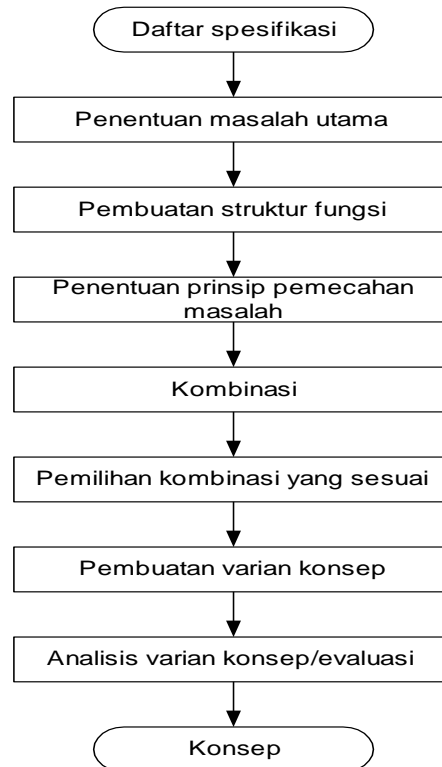 Daftar spesifikasi
Penentuan masalah utama
Pembuatan struktur fungsi
Penentuan prinsip pemecahan
masalah
Kombinasi
Pemilihan kombinasi yang sesuai
Pembuatan varian konsep
Analisis varian konsep/evaluasi
Konsep